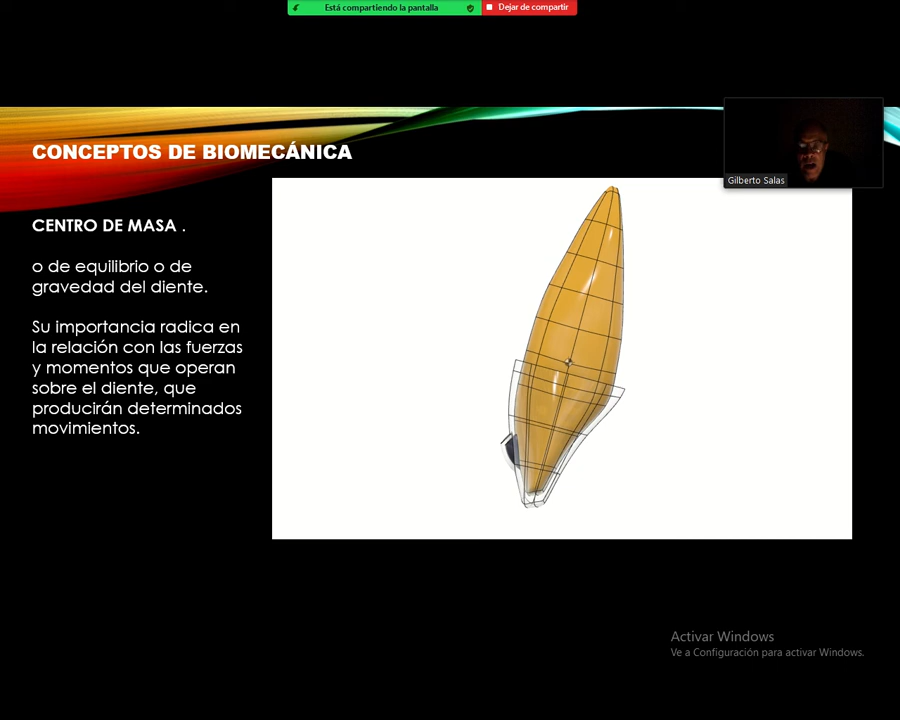 Está compartiendo la pantalla
Dejar de compartir
CONCEPTOS DE BIOMECÁNICA
Gilberto Salas
CENTRO DE MASA .
o de equilibrio o de
gravedad del diente.
Su importancia radica en
la relación con las fuerzas
y momentos que operan
sobre el diente, que
producirán determinados
movimientos.
Activar Windows
Ve a Configuración para activar Windows.